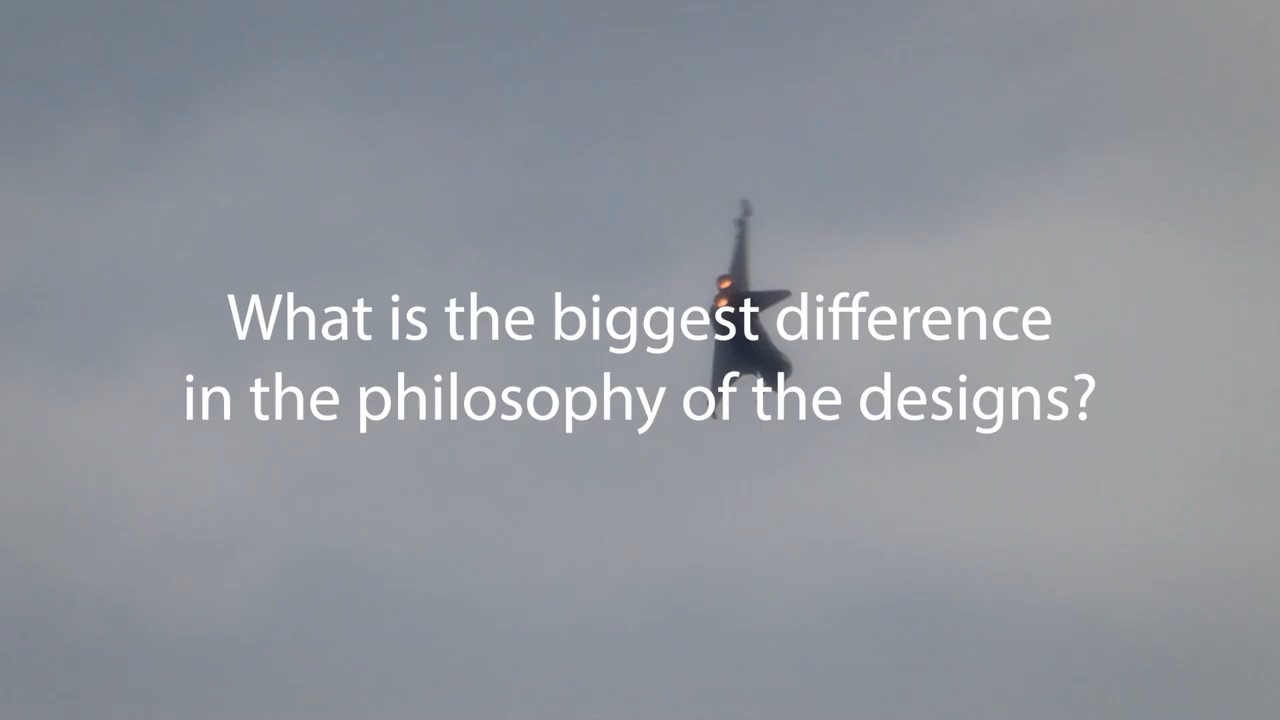 What is the biggest difference
in the philosophy of the designs?